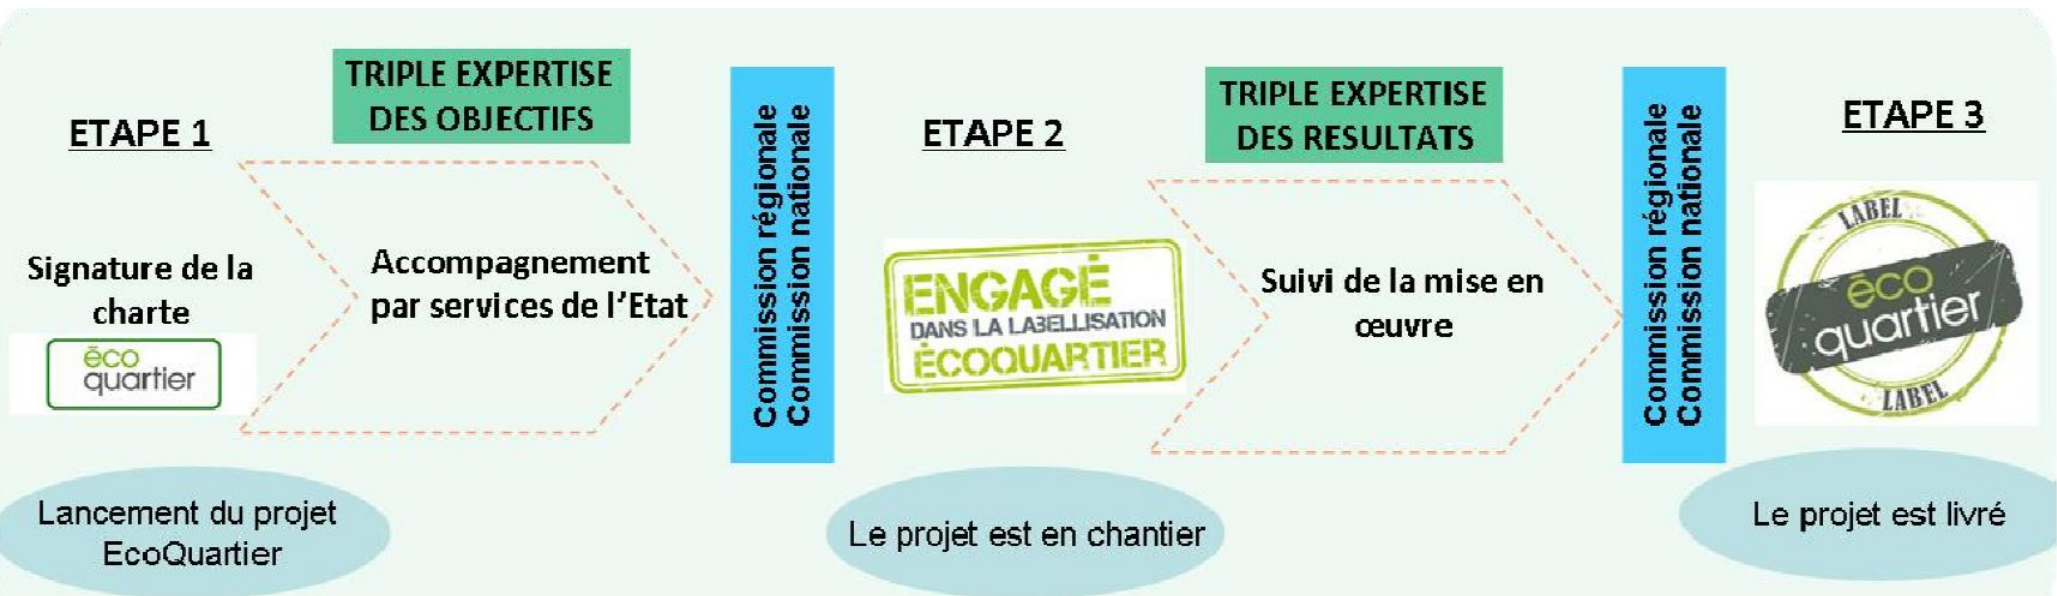 ETAPE 1
Signature de la
charte
éco
quartier
Lancement du projet
EcoQuartier
TRIPLE EXPERTISE
DES OBJECTIFS
Accompagnement
par services de l'Etat
Commission régionale
Commission nationale
ETAPE 2
ENGAGÉ
DANS LA LABELLISATION
ÉCOQUARTIER
Le projet est en chantier
TRIPLE EXPERTISE
DES RESULTATS
Suivi de la mise en
œuvre
Commission régionale
Commission nationale
ETAPE 3
LABEL
éco
quartier
LABEL
Le projet est livré